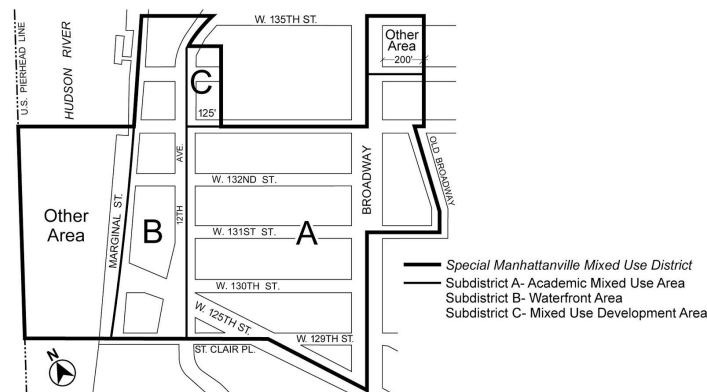 U.S. PIERHEAD LINE
HUDSON RIVER
W. 135TH ST.
Other
Area
200'
C
125'
AVE.
12TH
W. 132ND ST.
BROADWAY
OLD BROADWAY
Other
Area
MARGINAL ST.
B
W. 131ST ST.
A
W. 130TH ST.
W. 125TH ST.
W. 129TH ST.
ST. CLAIR PL.
N
Special Manhattanville Mixed Use District
Subdistrict A- Academic Mixed Use Area
Subdistrict B- Waterfront Area
Subdistrict C- Mixed Use Development Area